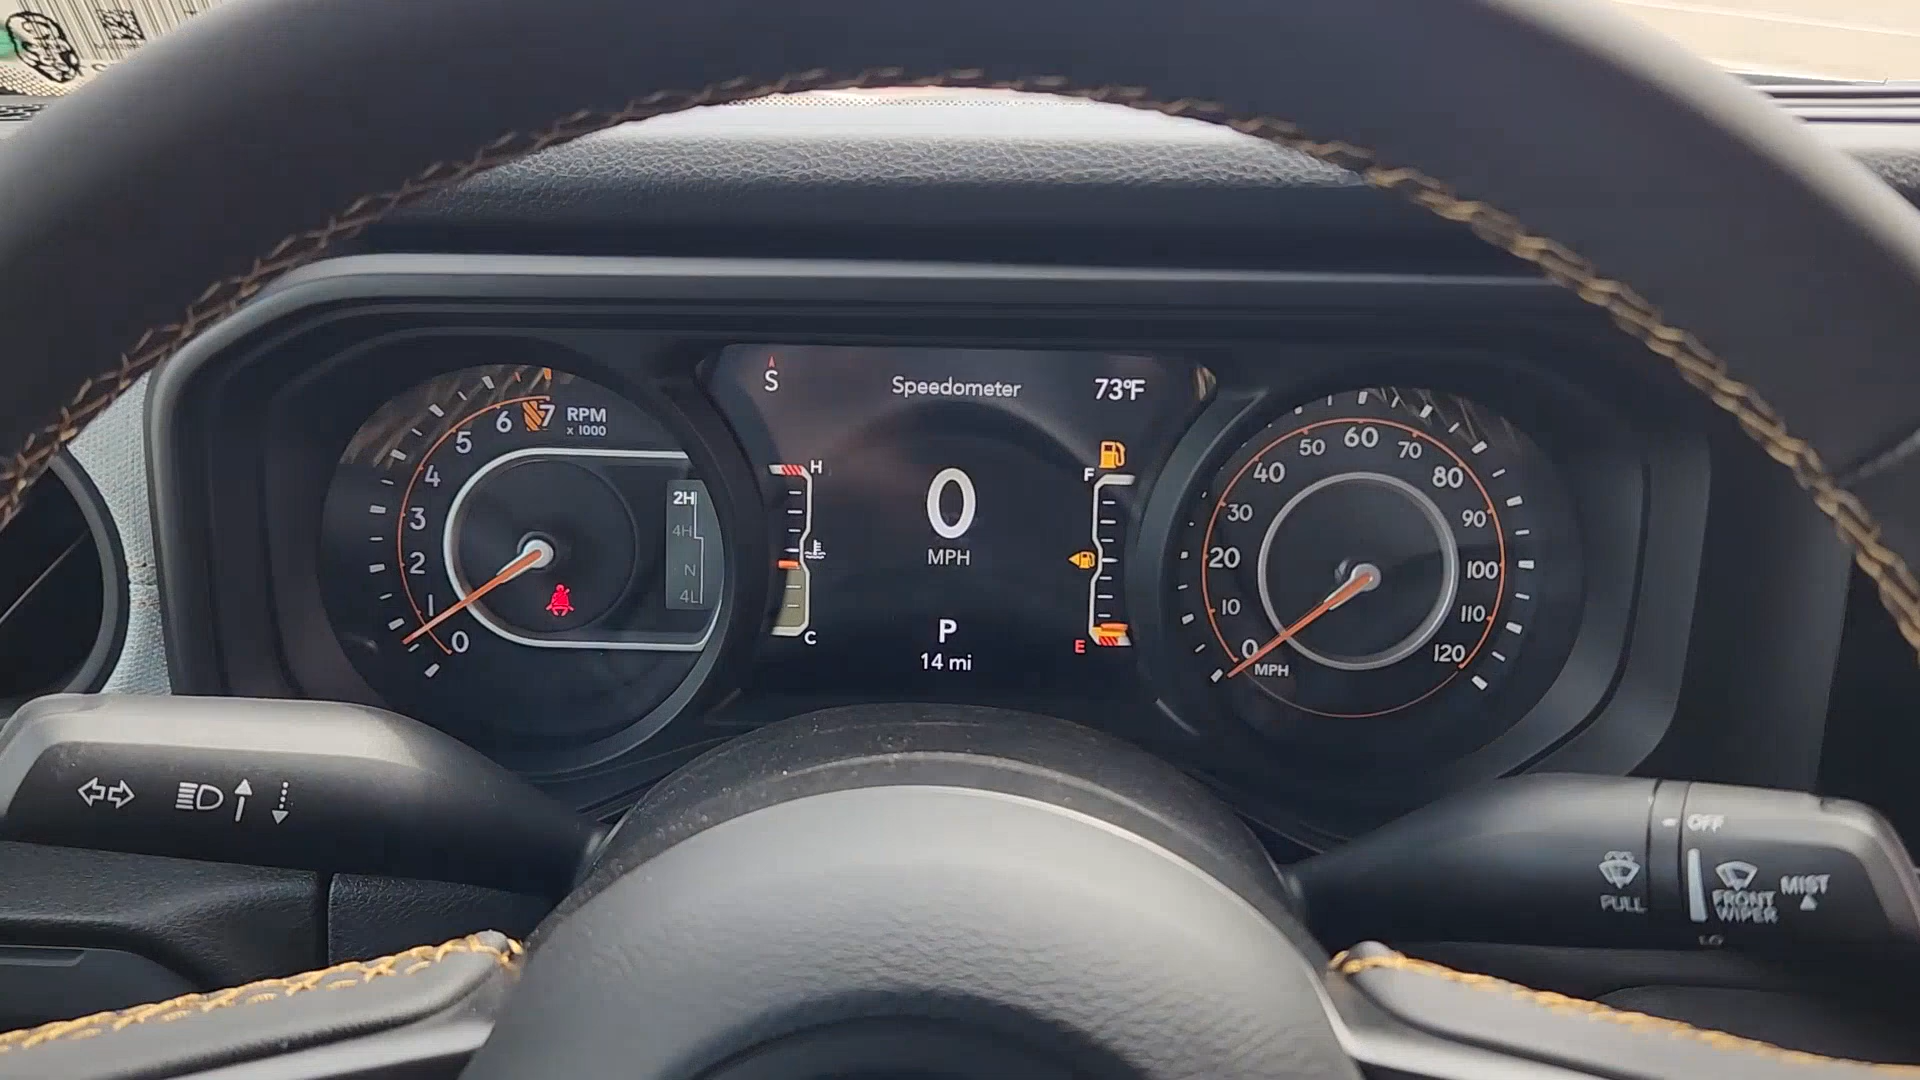 S
Speedometer
73°F
7
RPM
x 1000
6
5
4
3
2
1
0
2H
4H
N
4L
H
C
0
MPH
P
14 mi
F
E
0
10
20
30
40
50
60
70
80
90
100
110
120
MPH
OFF
PULL
FRONT
WIPER
MIST
LO